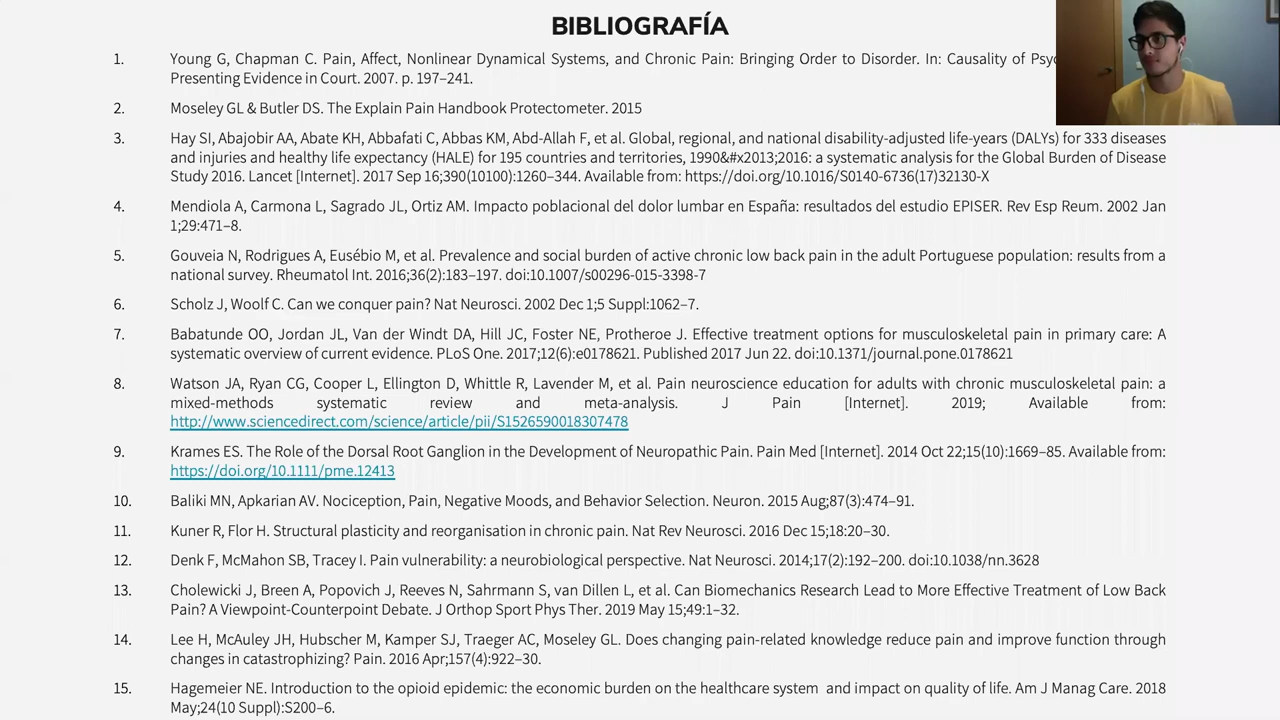 BIBLIOGRAFÍA
1. Young G, Chapman C. Pain, Affect, Nonlinear Dynamical Systems, and Chronic Pain: Bringing Order to Disorder. In: Causality of
Presenting Evidence in Court. 2007. p. 197–241.
2. Moseley GL & Butler DS. The Explain Pain Handbook Protectometer. 2015
3. Hay SI, Abajobir AA, Abate KH, Abbafati C, Abbas KM, Abd-Allah F, et al. Global, regional, and national disability-adjusted life-years (DALYs) for 333 diseases
and injuries and healthy life expectancy (HALE) for 195 countries and territories, 1990&#x2013;2016: a systematic analysis for the Global Burden of Disease
Study 2016. Lancet [Internet]. 2017 Sep 16;390(10100):1260–344. Available from: https://doi.org/10.1016/S0140-6736(17)32130-X
4. Mendiola A, Carmona L, Sagrado JL, Ortiz AM. Impacto poblacional del dolor lumbar en España: resultados del estudio EPISER. Rev Esp Reum. 2002 Jan
1;29:471–8.
5. Gouveia N, Rodrigues A, Eusébio M, et al. Prevalence and social burden of active chronic low back pain in the adult Portuguese population: results from a
national survey. Rheumatol Int. 2016;36(2):183–197. doi:10.1007/s00296-015-3398-7
6. Scholz J, Woolf C. Can we conquer pain? Nat Neurosci. 2002 Dec 1;5 Suppl:1062–7.
7. Babatunde OO, Jordan JL, Van der Windt DA, Hill JC, Foster NE, Protheroe J. Effective treatment options for musculoskeletal pain in primary care: A
systematic overview of current evidence. PLoS One. 2017;12(6):e0178621. Published 2017 Jun 22. doi:10.1371/journal.pone.0178621
8. Watson JA, Ryan CG, Cooper L, Ellington D, Whittle R, Lavender M, et al. Pain neuroscience education for adults with chronic musculoskeletal pain: a
mixed-methods systematic review and meta-analysis. J Pain [Internet]. 2019; Available from:
http://www.sciencedirect.com/science/article/pii/S1526590018307478
9. Krames ES. The Role of the Dorsal Root Ganglion in the Development of Neuropathic Pain. Pain Med [Internet]. 2014 Oct 22;15(10):1669–85. Available from:
https://doi.org/10.1111/pme.12413
10. Baliki MN, Apkarian AV. Nociception, Pain, Negative Moods, and Behavior Selection. Neuron. 2015 Aug;87(3):474–91.
11. Kuner R, Flor H. Structural plasticity and reorganisation in chronic pain. Nat Rev Neurosci. 2016 Dec 15;18:20–30.
12. Denk F, McMahon SB, Tracey I. Pain vulnerability: a neurobiological perspective. Nat Neurosci. 2014;17(2):192–200. doi:10.1038/nn.3628
13. Cholewicki J, Breen A, Popovich J, Reeves N, Sahrmann S, van Dillen L, et al. Can Biomechanics Research Lead to More Effective Treatment of Low Back
Pain? A Viewpoint-Counterpoint Debate. J Orthop Sport Phys Ther. 2019 May 15;49:1–32.
14. Lee H, McAuley JH, Hubscher M, Kamper SJ, Traeger AC, Moseley GL. Does changing pain-related knowledge reduce pain and improve function through
changes in catastrophizing? Pain. 2016 Apr;157(4):922–30.
15. Hagemeier NE. Introduction to the opioid epidemic: the economic burden on the healthcare system and impact on quality of life. Am J Manag Care. 2018
May;24(10 Suppl):S200–6.